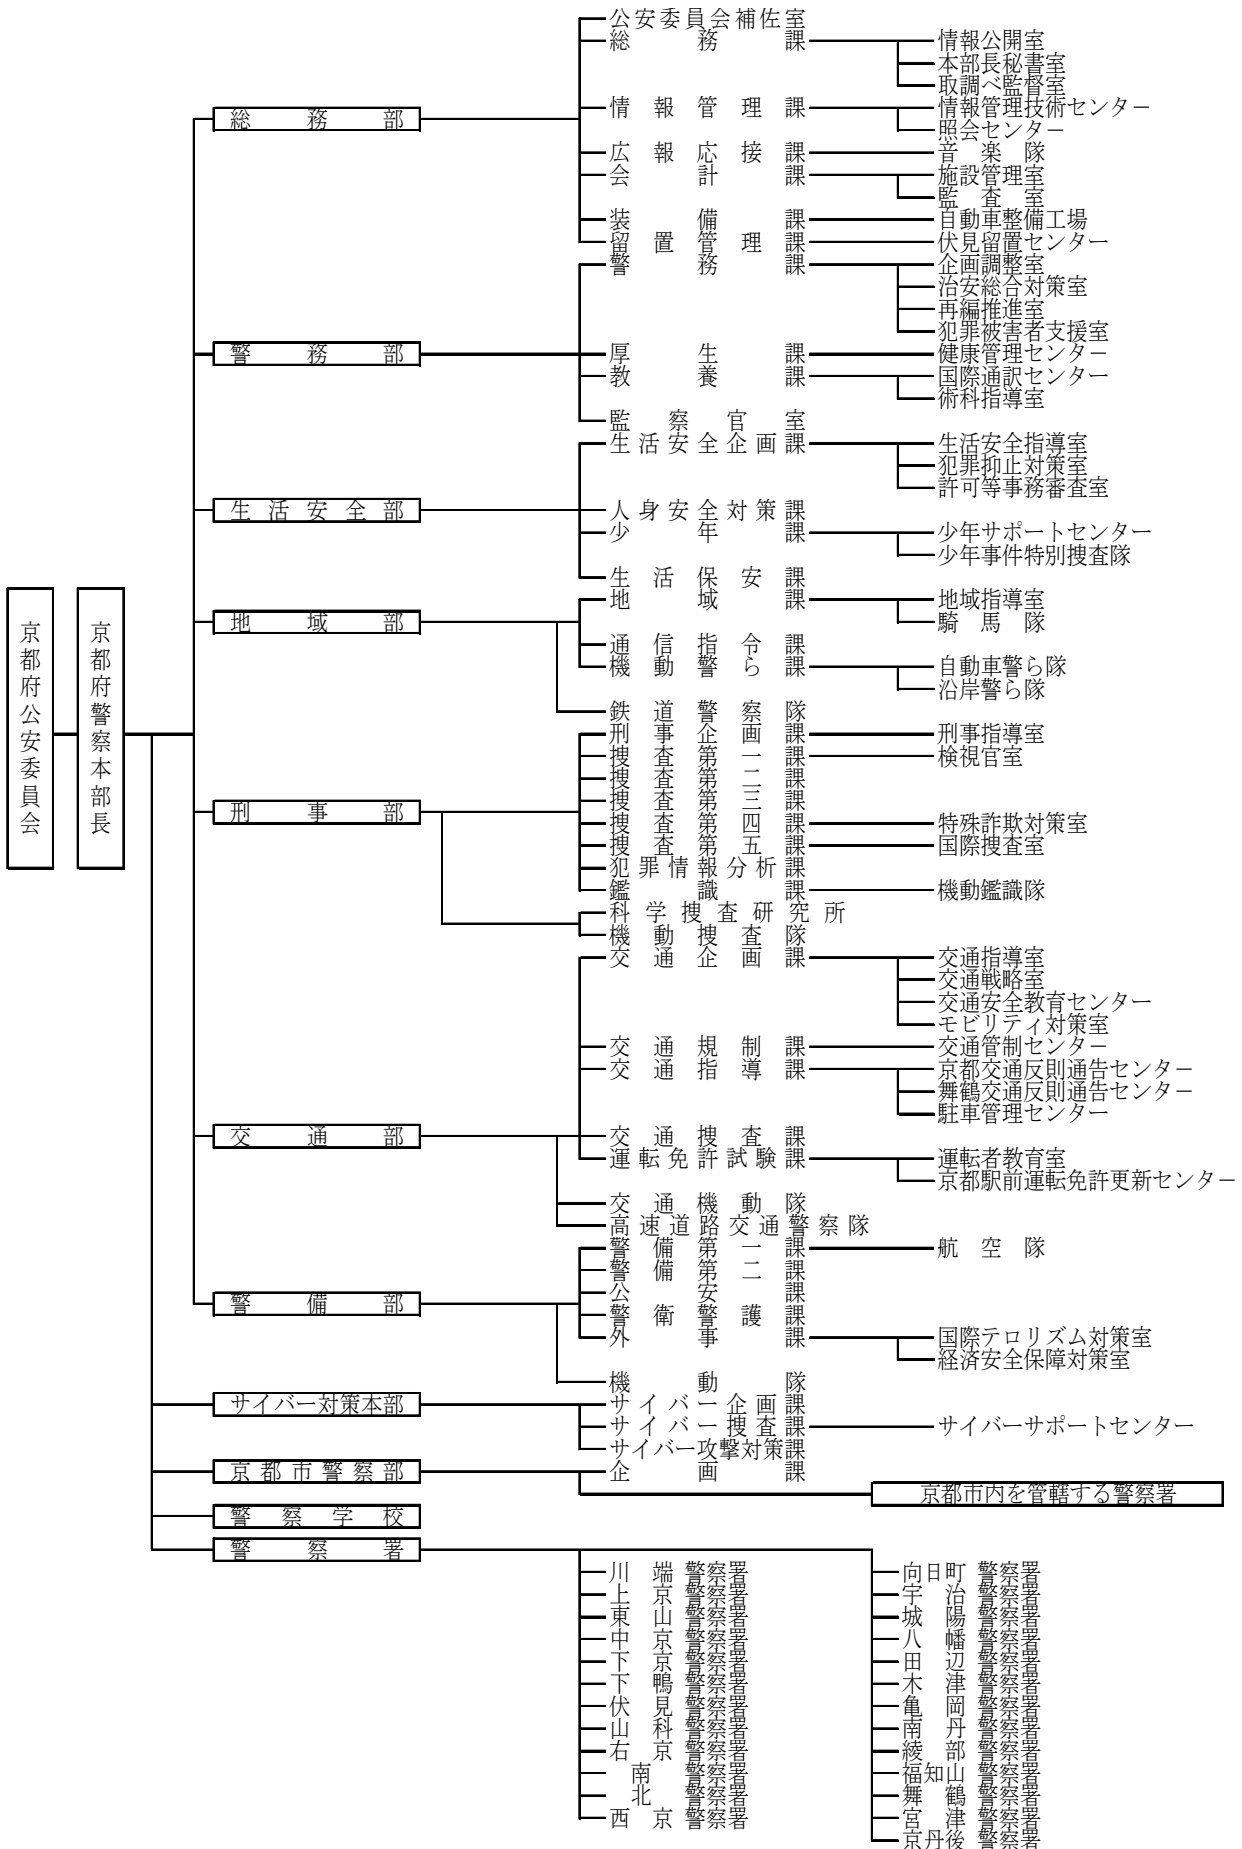 京都府公安委員会
京都府警察本部長
総務部
公安委員会補佐室
総務課
情報公開室
本部長秘書室
取調べ監督室
情報管理課
情報管理技術センター
照会センター
広報応接課
音楽隊
会計課
施設管理室
監査室
装備課
自動車整備工場
留置管理課
伏見留置センター
警務部
警務課
企画調整室
治安総合対策室
再編推進室
犯罪被害者支援室
厚生課
健康管理センター
教養課
国際通訳センター
術科指導室
監察官室
生活安全部
生活安全企画課
生活安全指導室
犯罪抑止対策室
許可等事務審査室
人身安全対策課
少年課
少年サポートセンター
少年事件特別捜査隊
生活保安課
地域部
地域課
地域指導室
騎馬隊
通信指令課
機動警ら課
自動車警ら隊
沿岸警ら隊
鉄道警察隊
刑事部
刑事企画課
刑事指導室
捜査第一課
検視官室
捜査第二課
捜査第三課
捜査第四課
特殊詐欺対策室
捜査第五課
国際捜査室
犯罪情報分析課
鑑識課
機動鑑識隊
科学捜査研究所
機動捜査隊
交通部
交通企画課
交通指導室
交通戦略室
交通安全教育センター
モビリティ対策室
交通規制課
交通管制センター
交通指導課
京都交通反則通告センター
舞鶴交通反則通告センター
駐車管理センター
交通捜査課
運転免許試験課
運転者教育室
京都駅前運転免許更新センター
交通機動隊
高速道路交通警察隊
警備部
警備第一課
航空隊
警備第二課
公安課
警衛警護課
外事課
国際テロリズム対策室
経済安全保障対策室
機動隊
サイバー対策本部
サイバー企画課
サイバー捜査課
サイバーサポートセンター
サイバー攻撃対策課
京都市警察部
企画課
京都市内を管轄する警察署
警察学校
警察署
川端 警察署
上京 警察署
東山 警察署
中京 警察署
下京 警察署
下鴨 警察署
伏見 警察署
山科 警察署
右京 警察署
南 警察署
北 警察署
西京 警察署
向日町 警察署
宇治 警察署
城陽 警察署
八幡 警察署
田辺 警察署
木津 警察署
亀岡 警察署
南丹 警察署
綾部 警察署
福知山 警察署
舞鶴 警察署
宮津 警察署
京丹後 警察署